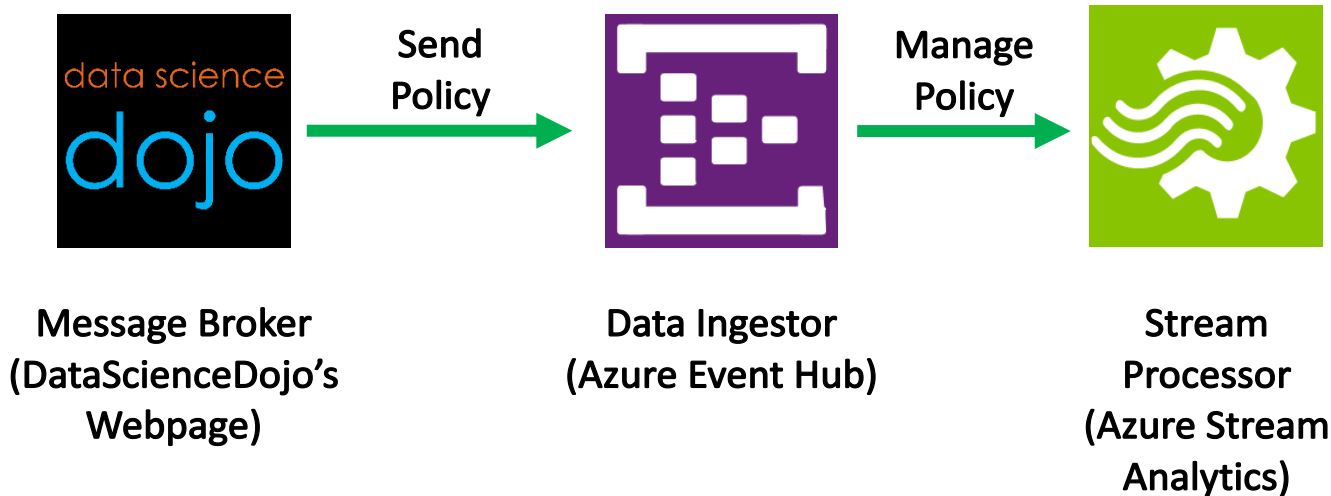 data science
dojo
Send
Policy
Manage
Policy
Message Broker
(DataScienceDojo’s
Webpage)
Data Ingestor
(Azure Event Hub)
Stream
Processor
(Azure Stream
Analytics)